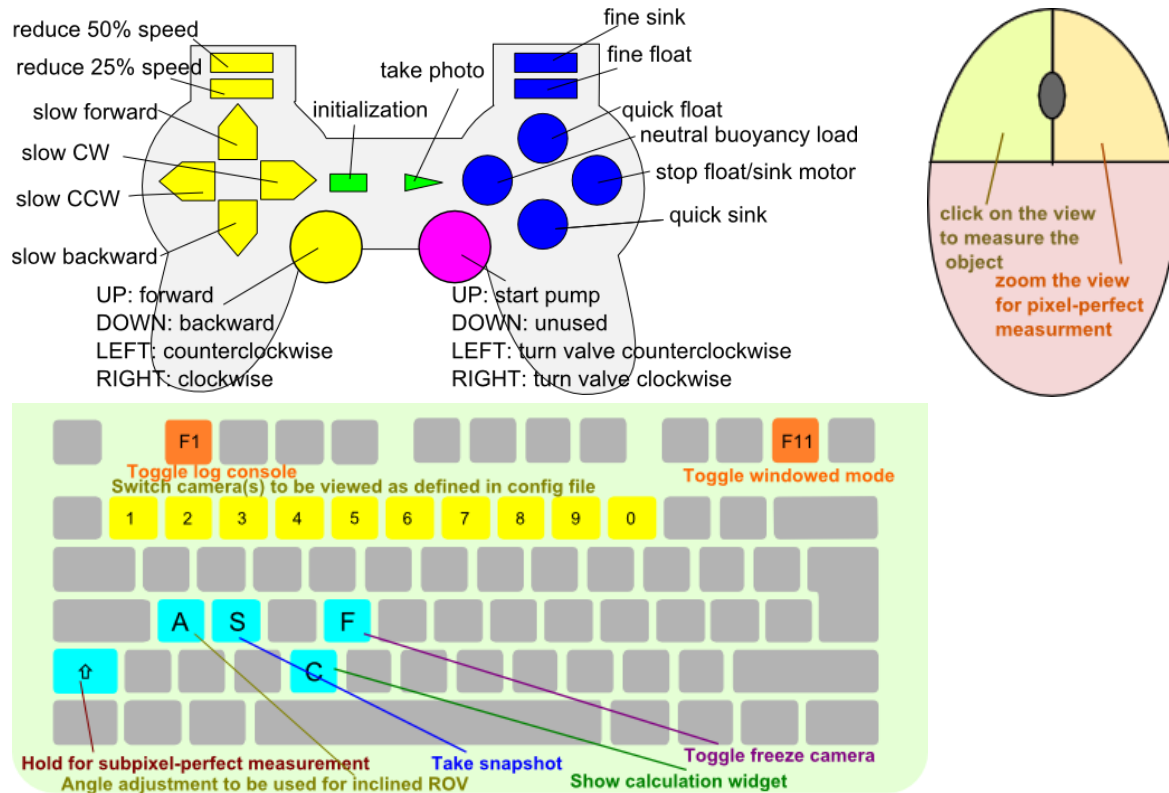 reduce 50% speed
reduce 25% speed
slow forward
slow CW
slow CCW
slow backward
initialization
take photo
fine sink
fine float
quick float
neutral buoyancy load
stop float/sink motor
quick sink
UP: forward
DOWN: backward
LEFT: counterclockwise
RIGHT: clockwise
UP: start pump
DOWN: unused
LEFT: turn valve counterclockwise
RIGHT: turn valve clockwise
click on the view
to measure the
object
zoom the view
for pixel-perfect
measurment
F1
F11
Toggle log console
Toggle windowed mode
Switch camera(s) to be viewed as defined in config file
1 2 3 4 5 6 7 8 9 0
A S F
⇧ C
Hold for subpixel-perfect measurement
Take snapshot
Toggle freeze camera
Angle adjustment to be used for inclined ROV
Show calculation widget